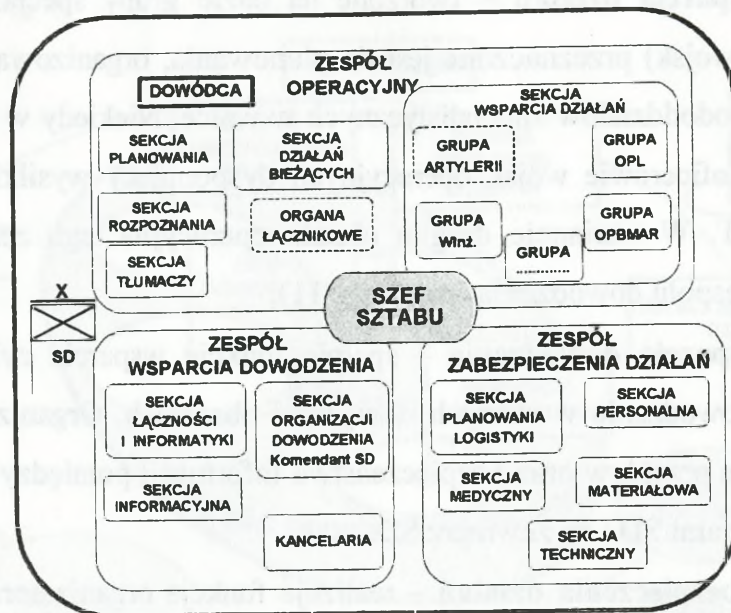 ZESPÓŁ
OPERACYJNY
DOWÓDCA
SEKCJA
PLANOWANIA
SEKCJA
DZIAŁAŃ
BIEŻĄCYCH
SEKCJA
ROZPOZNANIA
ORGANA
ŁĄCZNIKOWE
SEKCJA
TŁUMACZY
SEKCJA
WSPARCIA DZIAŁAŃ
GRUPA
ARTYLERII
GRUPA
OPL
GRUPA
WInż.
GRUPA
OPBMAR
GRUPA
..............
SZEF
SZTABU
X
SD
ZESPÓŁ
WSPARCIA DOWODZENIA
SEKCJA
ŁĄCZNOŚCI
I INFORMATYKI
SEKCJA
ORGANIZACJI
DOWODZENIA
Komendant SD
SEKCJA
INFORMACYJNA
KANCELARIA
ZESPÓŁ
ZABEZPIECZENIA DZIAŁAŃ
SEKCJA
PLANOWANIA
LOGISTYKI
SEKCJA
PERSONALNA
SEKCJA
MEDYCZNY
SEKCJA
MATERIAŁOWA
SEKCJA
TECHNICZNY